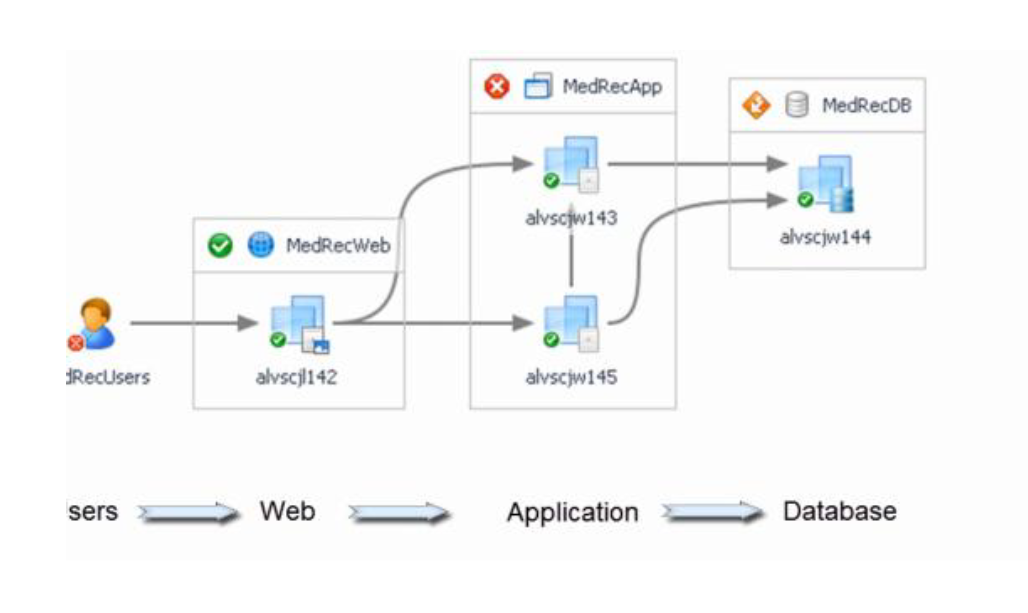 MedRecApp
MedRecDB
alvscjw143
alvscjw144
MedRecWeb
dRecUsers
alvscjl142
alvscjw145
sers Web Application Database